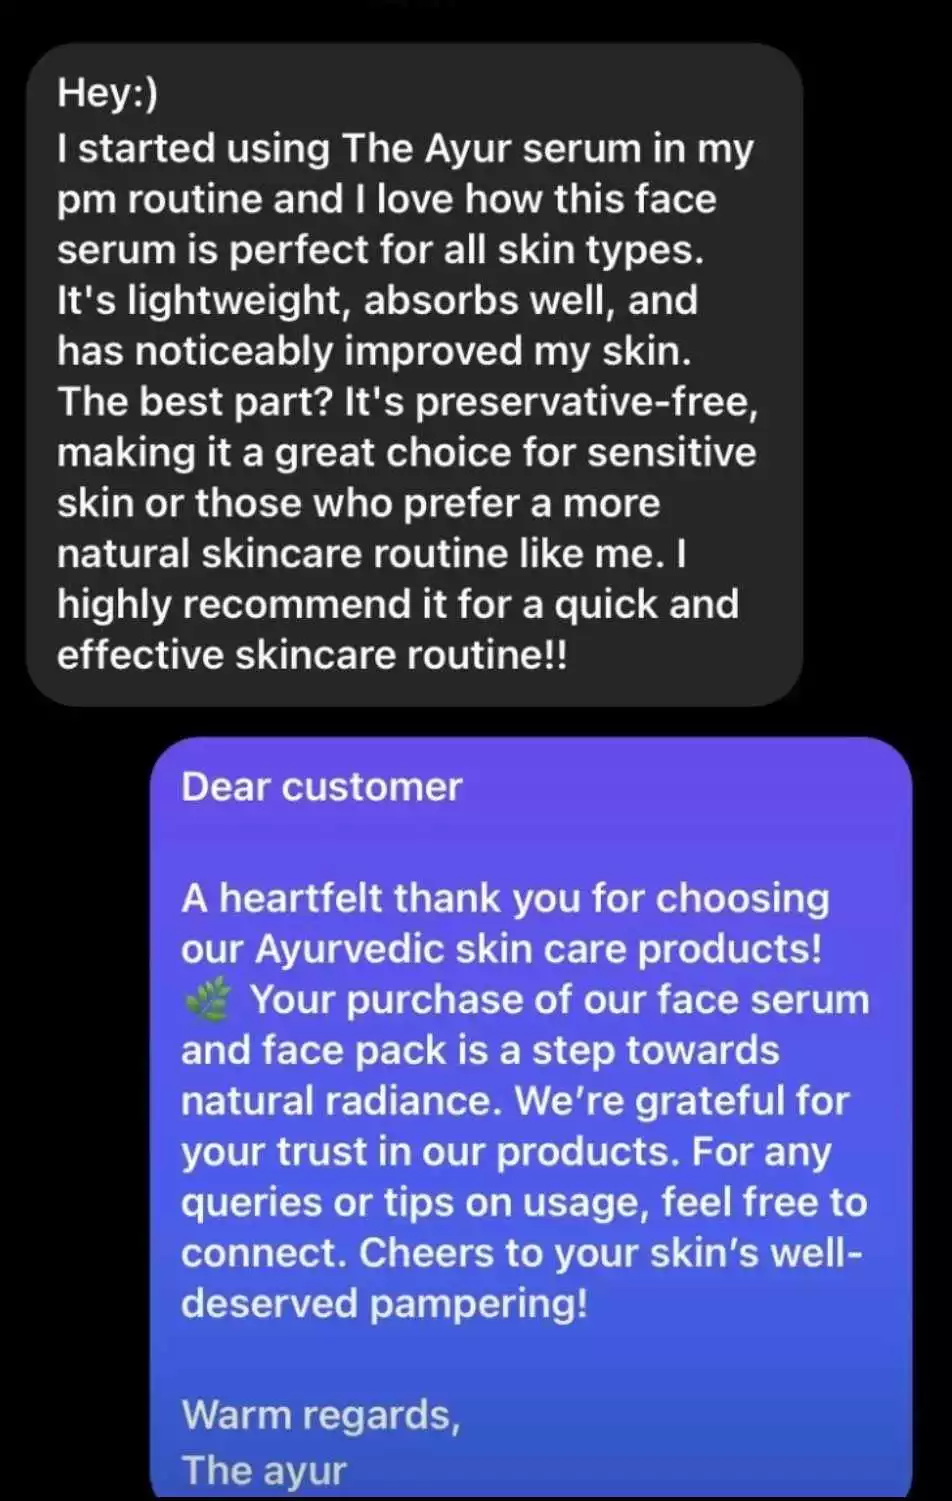 Hey:)
I started using The Ayur serum in my
pm routine and I love how this face
serum is perfect for all skin types.
It's lightweight, absorbs well, and
has noticeably improved my skin.
The best part? It's preservative-free,
making it a great choice for sensitive
skin or those who prefer a more
natural skincare routine like me. I
highly recommend it for a quick and
effective skincare routine!!
Dear customer
A heartfelt thank you for choosing
our Ayurvedic skin care products!
🌿 Your purchase of our face serum
and face pack is a step towards
natural radiance. We’re grateful for
your trust in our products. For any
queries or tips on usage, feel free to
connect. Cheers to your skin’s well-
deserved pampering!
Warm regards,
The ayur